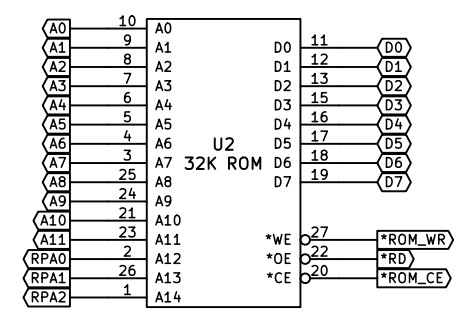 A0 10 A0
A1 9 A1 D0 11 D0
A2 8 A2 D1 12 D1
A3 7 A3 D2 13 D2
A4 6 A4 D3 15 D3
A5 5 A5 D4 16 D4
A6 4 A6 U2 D5 17 D5
A7 3 A7 32K ROM D6 18 D6
A8 25 A8 D7 19 D7
A9 24 A9
A10 21 A10
A11 23 A11 *WE 27 *ROM_WR
RPA0 2 A12 *OE 22 *RD
RPA1 26 A13 *CE 20 *ROM_CE
RPA2 1 A14